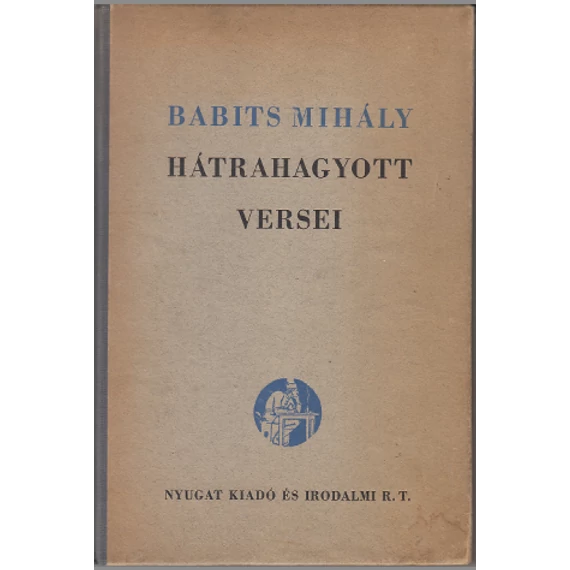 BABITS MIHÁLY
HÁTRAHAGYOTT
VERSEI
NYUGAT KIADÓ ÉS IRODALMI R. T.